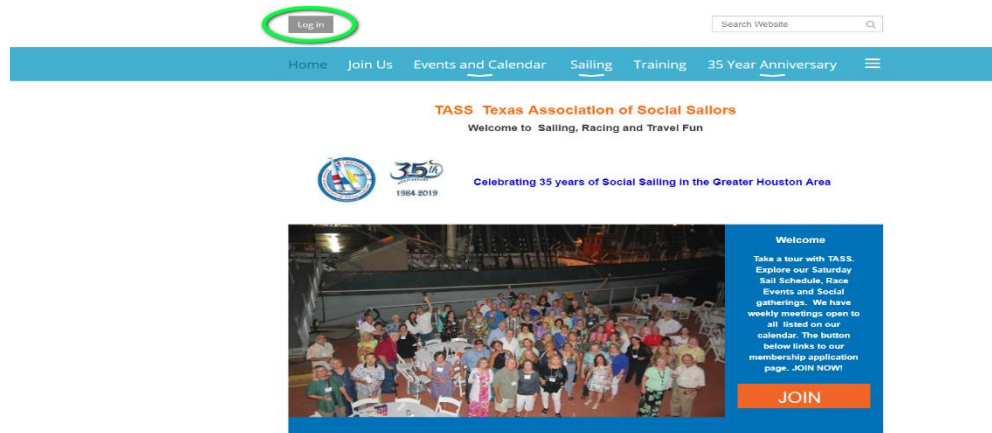 Log in
Search Website
Home Join Us Events and Calendar Sailing Training 35 Year Anniversary
TASS Texas Association of Social Sailors
Welcome to Sailing, Racing and Travel Fun
35th
1984-2019
Celebrating 35 years of Social Sailing in the Greater Houston Area
Welcome
Take a tour with TASS.
Explore our Saturday
Sail Schedule, Race
Events and Social
gatherings. We have
weekly meetings open to
all listed on our
calendar. The button
below links to our
membership application
page. JOIN NOW!
JOIN